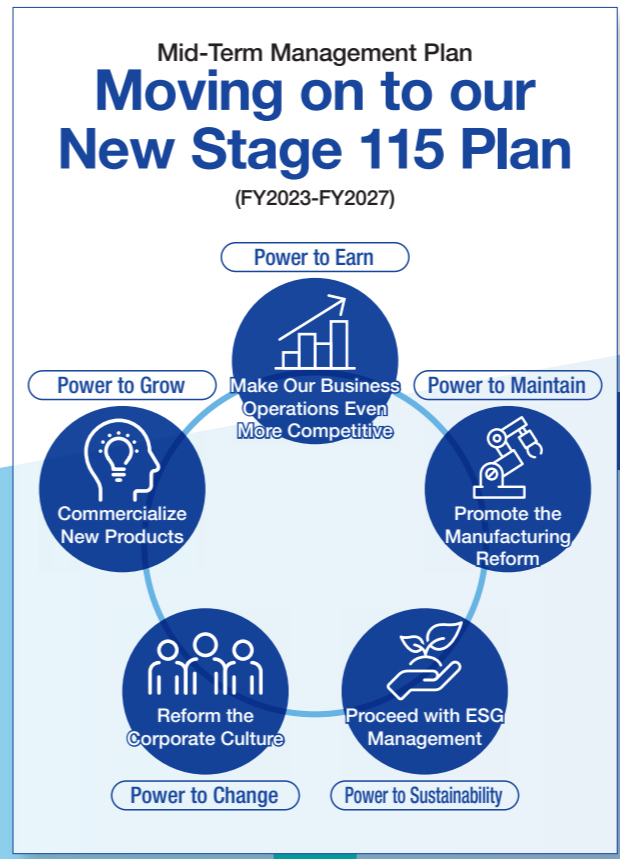 Mid-Term Management Plan
Moving on to our
New Stage 115 Plan
(FY2023-FY2027)
Power to Earn
Make Our Business
Operations Even
More Competitive
Power to Grow
Commercialize
New Products
Power to Maintain
Promote the
Manufacturing
Reform
Reform the
Corporate Culture
Power to Change
Proceed with ESG
Management
Power to Sustainability